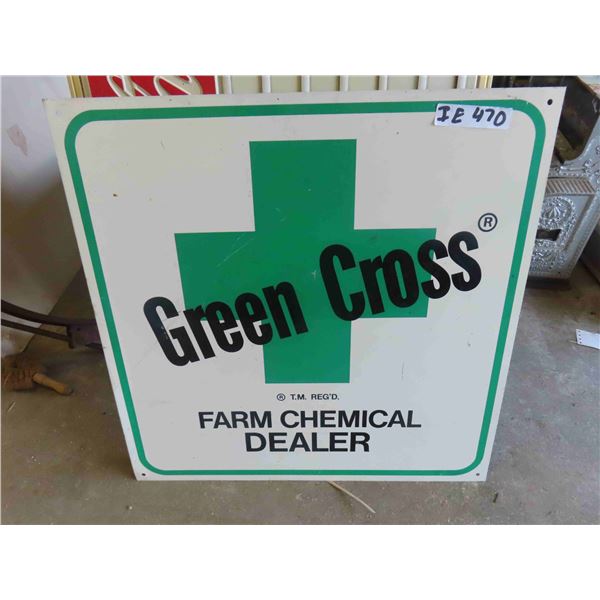 IE 470
Green Cross®
® T.M. REG'D.
FARM CHEMICAL
DEALER